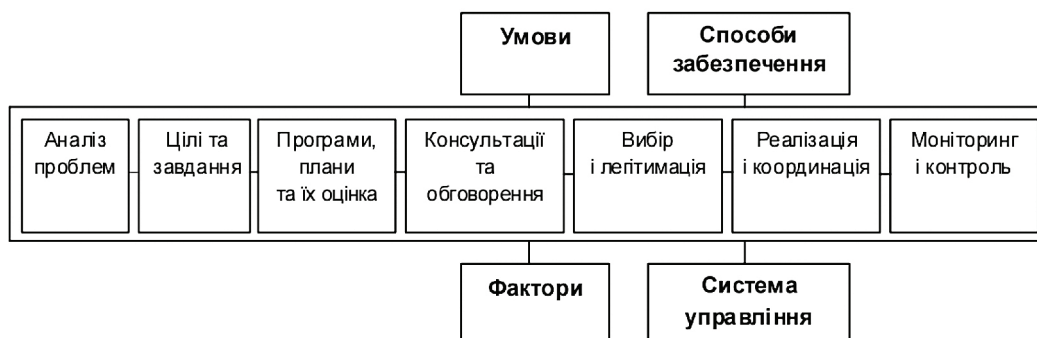 Умови
Способи
забезпечення
Аналіз
проблем
Цілі та
завдання
Програми,
плани
та їх оцінка
Консультації
та
обговорення
Вибір
і легітимація
Реалізація
і координація
Моніторинг
і контроль
Фактори
Система
управління